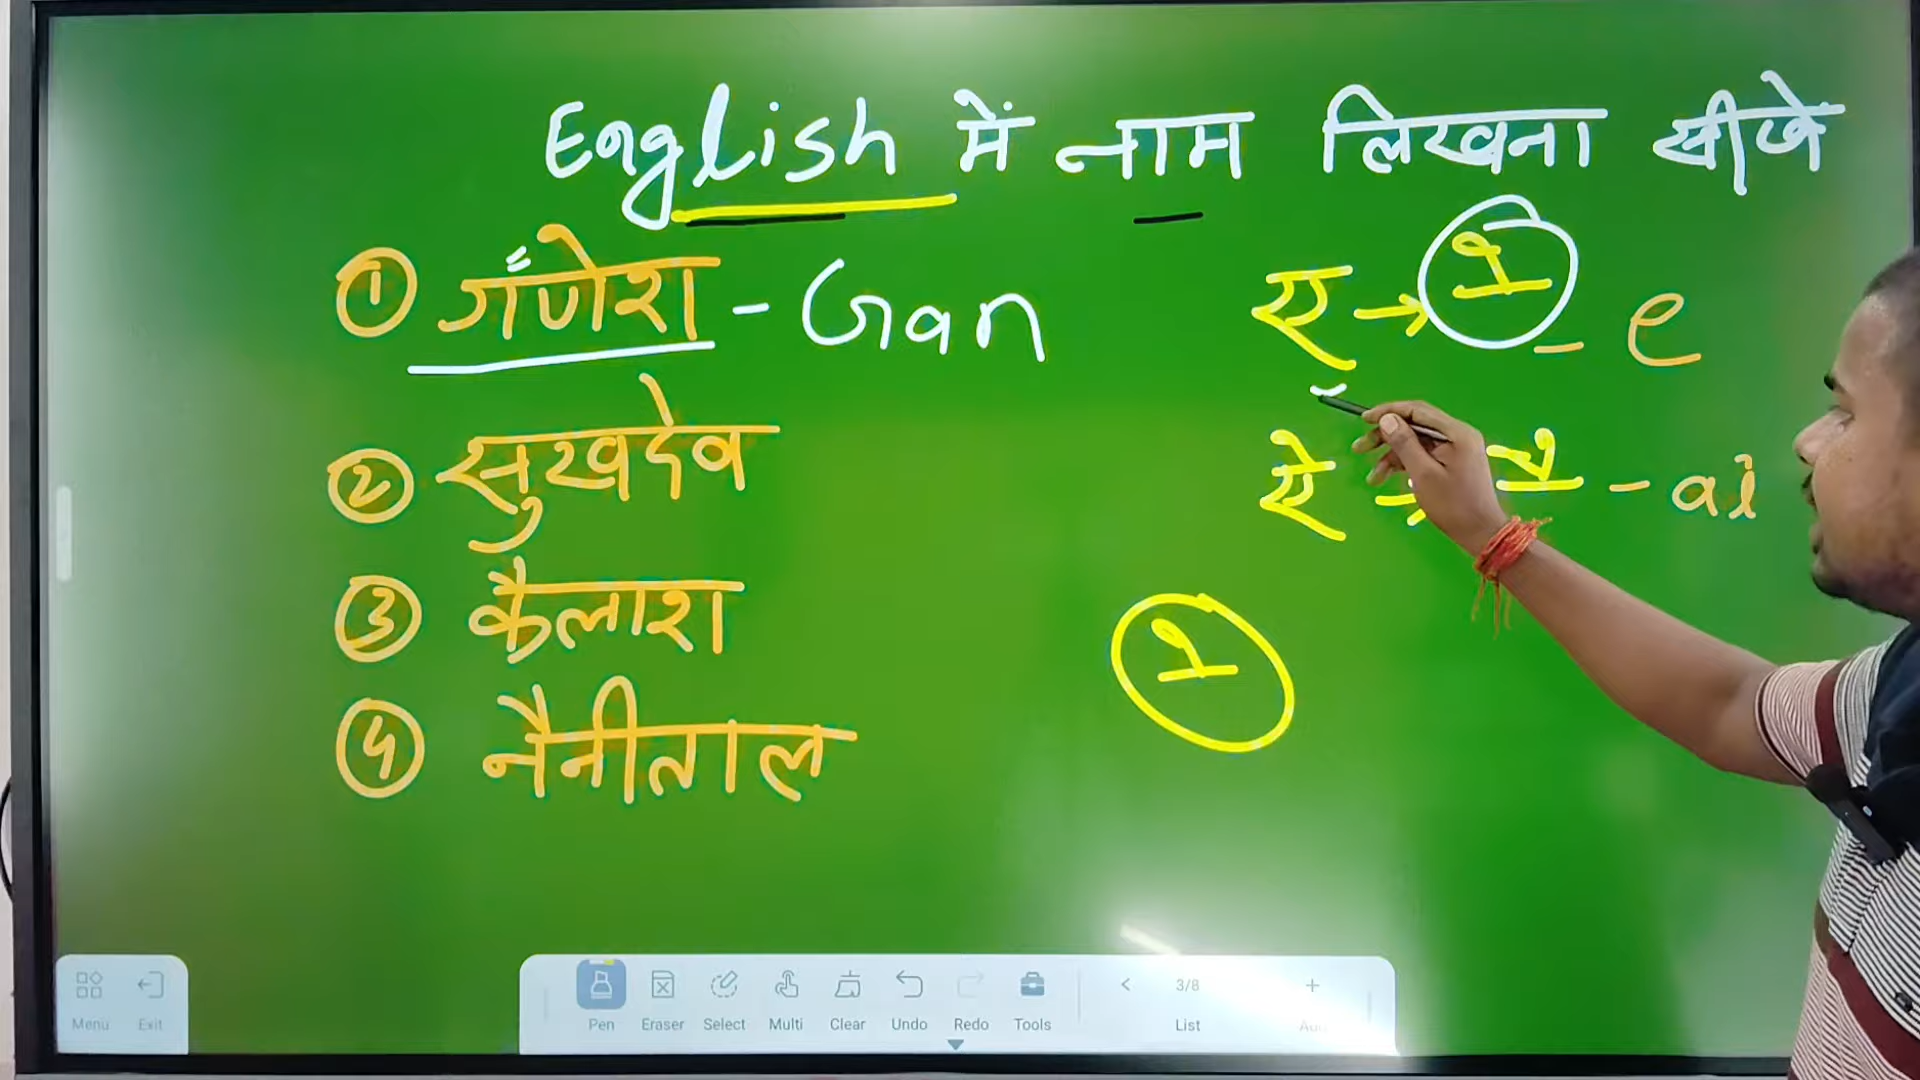 English में नाम लिखना सीखे
① गणेश - Gan
ए → े - e
② सुखदेव
ऐ → ै - ai
③ कैलाश
े
④ नैनीताल
Menu Exit Pen Eraser Select Multi Clear Undo Redo Tools < 3/8 List +